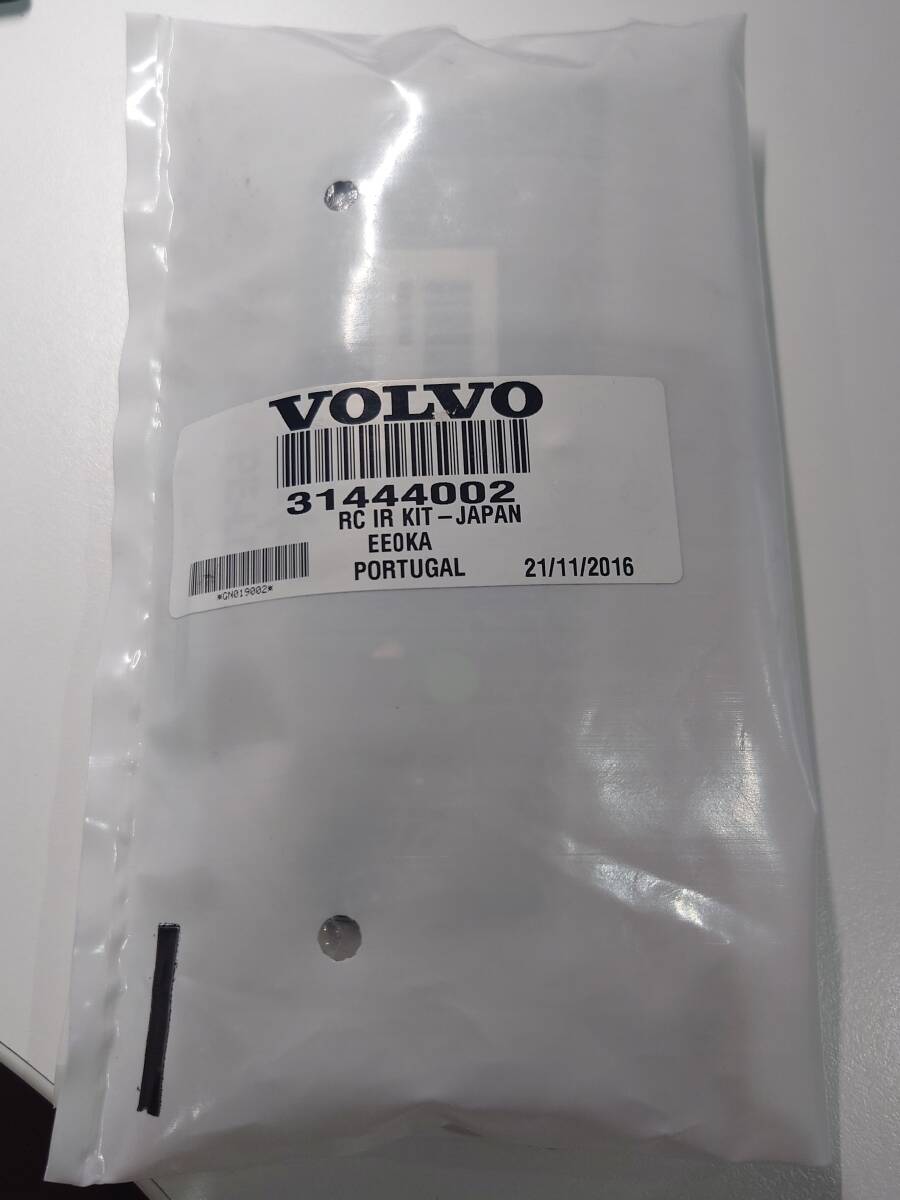 VOLVO
31444002
RC IR KIT-JAPAN
EE0KA
PORTUGAL 21/11/2016
*GN019002*